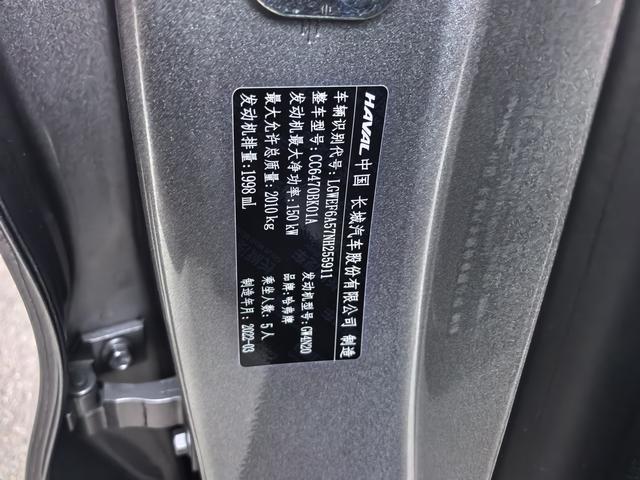 HAVAL 中国 长城汽车股份有限公司 制造
车辆识别代号:LGWEF6A57NH255911
整车型号:CC6470BK01A 发动机型号:GW4N20
发动机最大净功率:150 kW 品牌:哈弗牌
最大允许总质量:2010 kg 乘坐人数:5人
发动机排量:1998 mL 制造年月:2022-03